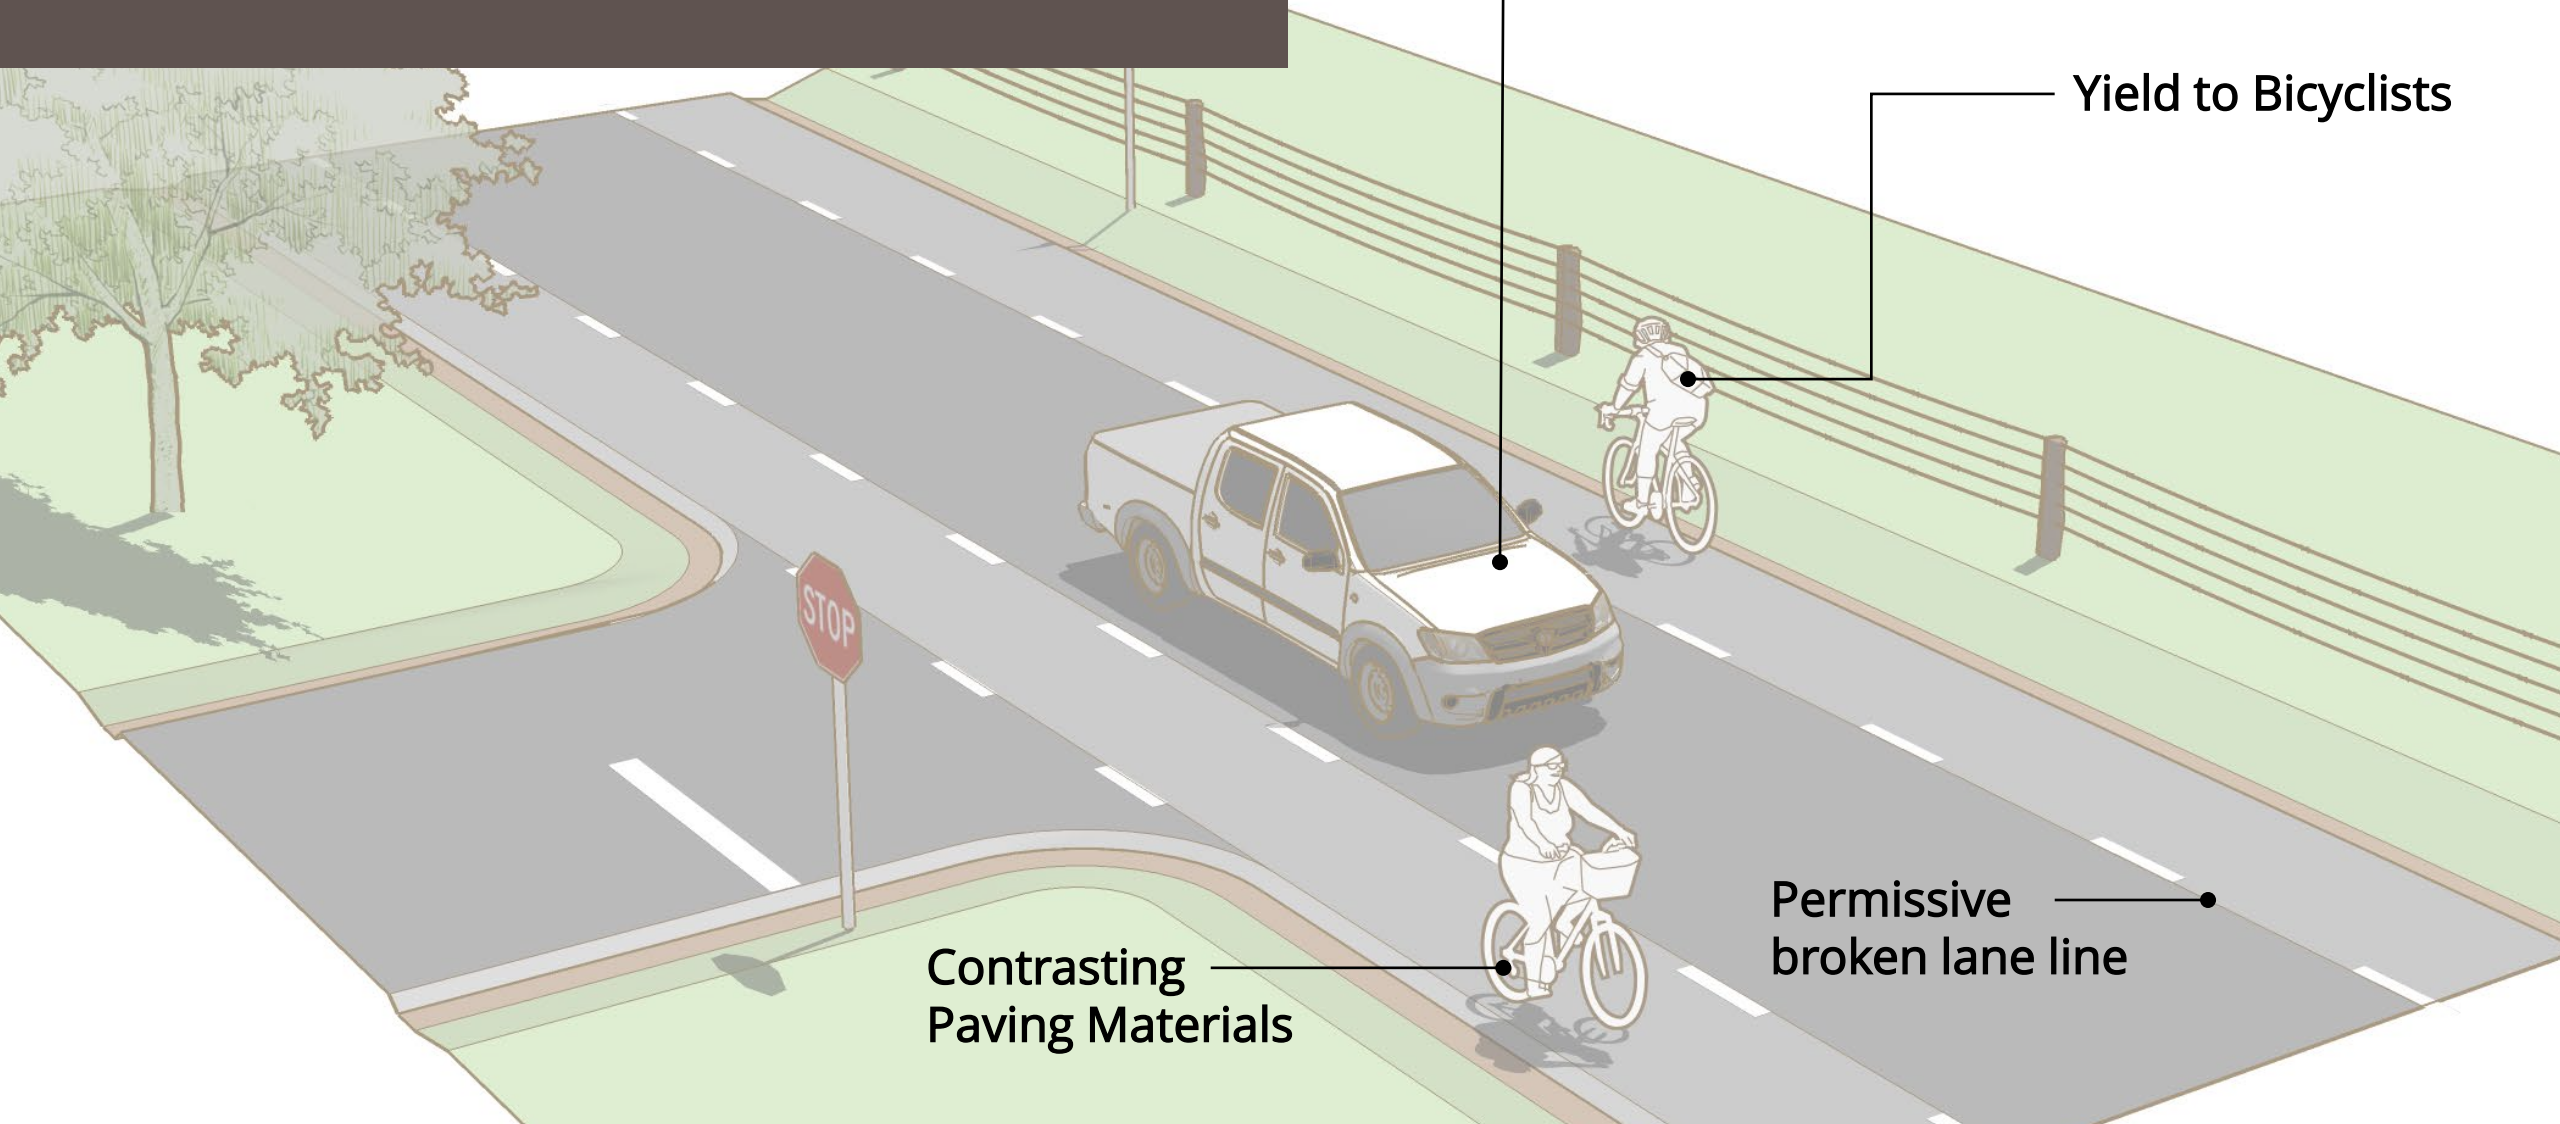 Yield to Bicyclists
STOP
Permissive
broken lane line
Contrasting
Paving Materials